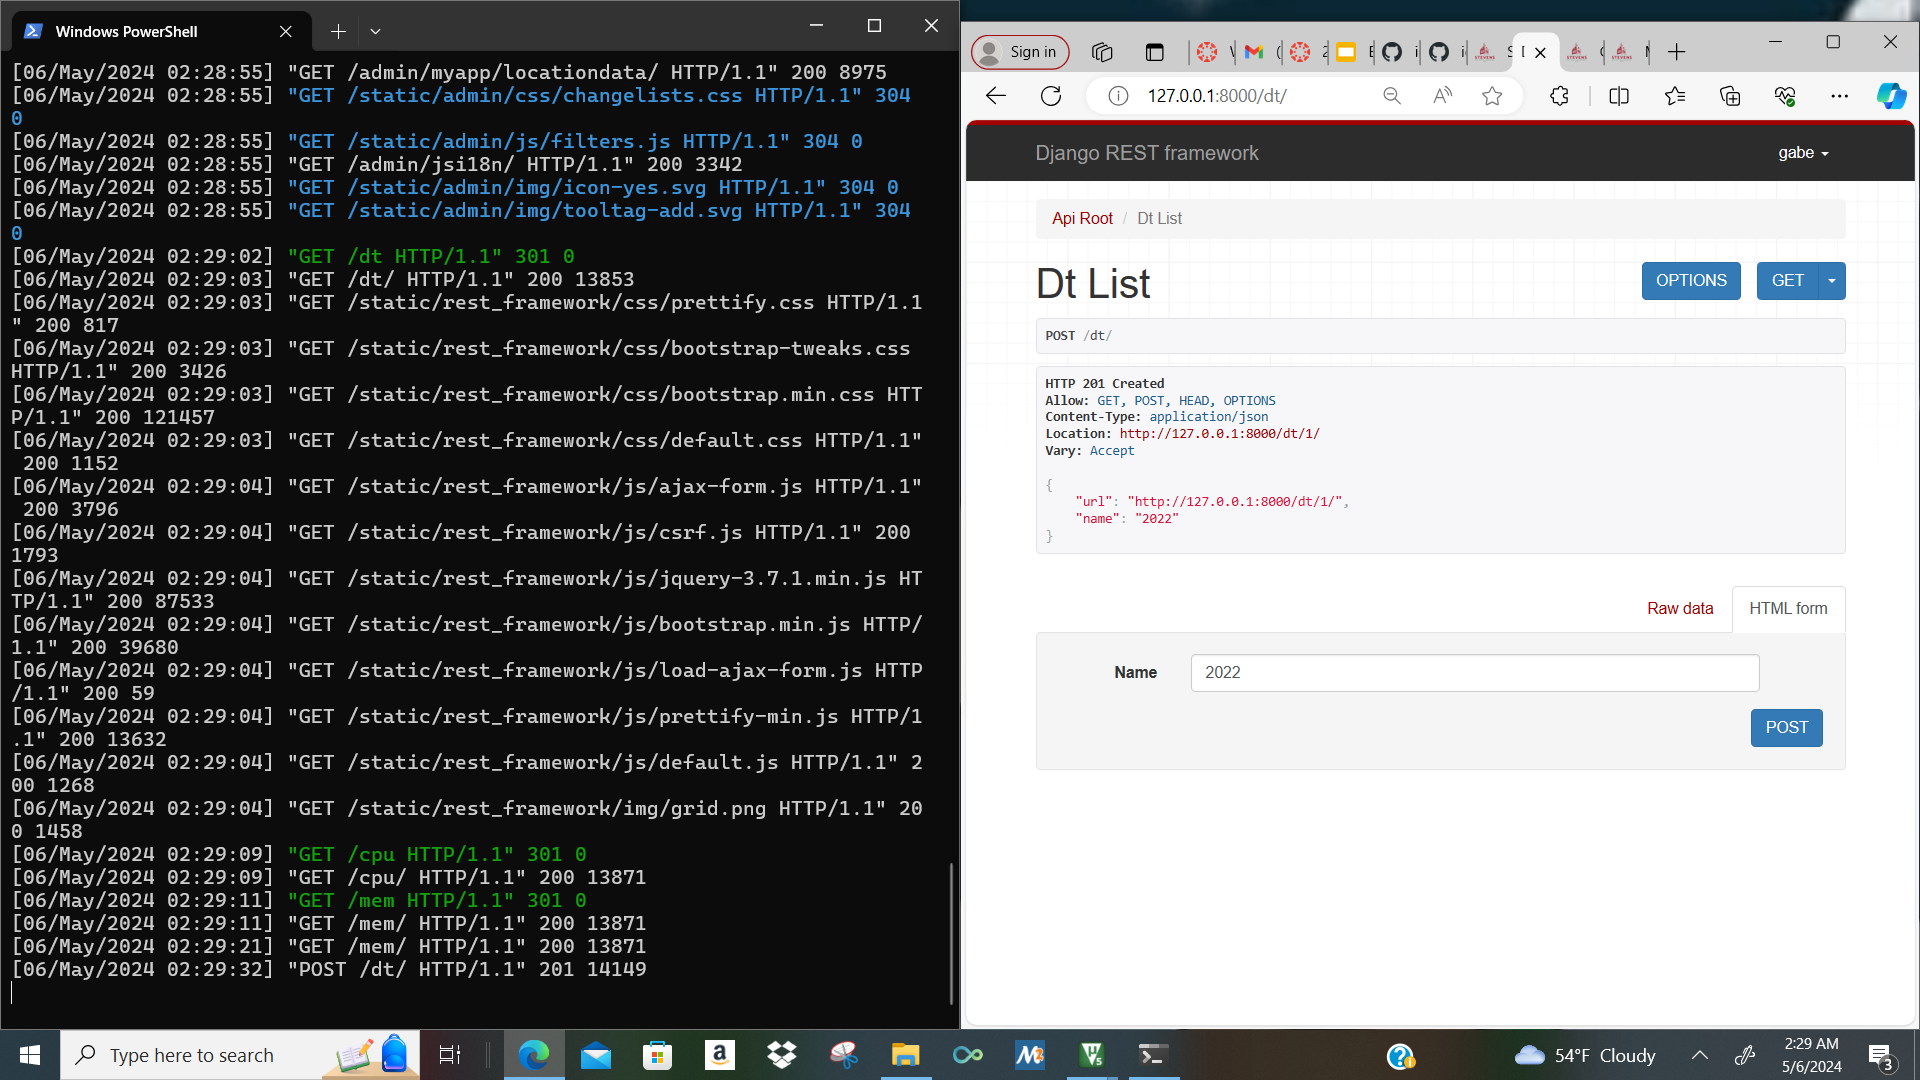 Windows PowerShell
[06/May/2024 02:28:55] "GET /admin/myapp/locationdata/ HTTP/1.1" 200 8975
[06/May/2024 02:28:55] "GET /static/admin/css/changelists.css HTTP/1.1" 304
0
[06/May/2024 02:28:55] "GET /static/admin/js/filters.js HTTP/1.1" 304 0
[06/May/2024 02:28:55] "GET /admin/jsi18n/ HTTP/1.1" 200 3342
[06/May/2024 02:28:55] "GET /static/admin/img/icon-yes.svg HTTP/1.1" 304 0
[06/May/2024 02:28:55] "GET /static/admin/img/tooltag-add.svg HTTP/1.1" 304
0
[06/May/2024 02:29:02] "GET /dt HTTP/1.1" 301 0
[06/May/2024 02:29:03] "GET /dt/ HTTP/1.1" 200 13853
[06/May/2024 02:29:03] "GET /static/rest_framework/css/prettify.css HTTP/1.1
" 200 817
[06/May/2024 02:29:03] "GET /static/rest_framework/css/bootstrap-tweaks.css
HTTP/1.1" 200 3426
[06/May/2024 02:29:03] "GET /static/rest_framework/css/bootstrap.min.css HTT
P/1.1" 200 121457
[06/May/2024 02:29:03] "GET /static/rest_framework/css/default.css HTTP/1.1"
 200 1152
[06/May/2024 02:29:04] "GET /static/rest_framework/js/ajax-form.js HTTP/1.1"
 200 3796
[06/May/2024 02:29:04] "GET /static/rest_framework/js/csrf.js HTTP/1.1" 200
1793
[06/May/2024 02:29:04] "GET /static/rest_framework/js/jquery-3.7.1.min.js HT
TP/1.1" 200 87533
[06/May/2024 02:29:04] "GET /static/rest_framework/js/bootstrap.min.js HTTP/
1.1" 200 39680
[06/May/2024 02:29:04] "GET /static/rest_framework/js/load-ajax-form.js HTTP
/1.1" 200 59
[06/May/2024 02:29:04] "GET /static/rest_framework/js/prettify-min.js HTTP/1
.1" 200 13632
[06/May/2024 02:29:04] "GET /static/rest_framework/js/default.js HTTP/1.1" 2
00 1268
[06/May/2024 02:29:04] "GET /static/rest_framework/img/grid.png HTTP/1.1" 20
0 1458
[06/May/2024 02:29:09] "GET /cpu HTTP/1.1" 301 0
[06/May/2024 02:29:09] "GET /cpu/ HTTP/1.1" 200 13871
[06/May/2024 02:29:11] "GET /mem HTTP/1.1" 301 0
[06/May/2024 02:29:11] "GET /mem/ HTTP/1.1" 200 13871
[06/May/2024 02:29:21] "GET /mem/ HTTP/1.1" 200 13871
[06/May/2024 02:29:32] "POST /dt/ HTTP/1.1" 201 14149
Sign in
127.0.0.1:8000/dt/
Django REST framework
gabe
Api Root / Dt List
Dt List
OPTIONS
GET
POST /dt/
HTTP 201 Created
Allow: GET, POST, HEAD, OPTIONS
Content-Type: application/json
Location: http://127.0.0.1:8000/dt/1/
Vary: Accept
{
"url": "http://127.0.0.1:8000/dt/1/",
"name": "2022"
}
Raw data
HTML form
Name
2022
POST
Type here to search
54°F Cloudy
2:29 AM
5/6/2024
3